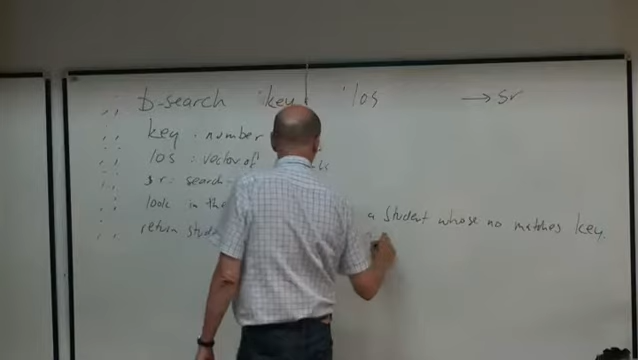 ;; b-search 'key 'los → sr
;; key : number
;; los : vector of
;; sr : search-
;; look in the a student whose no matches key.
;; return